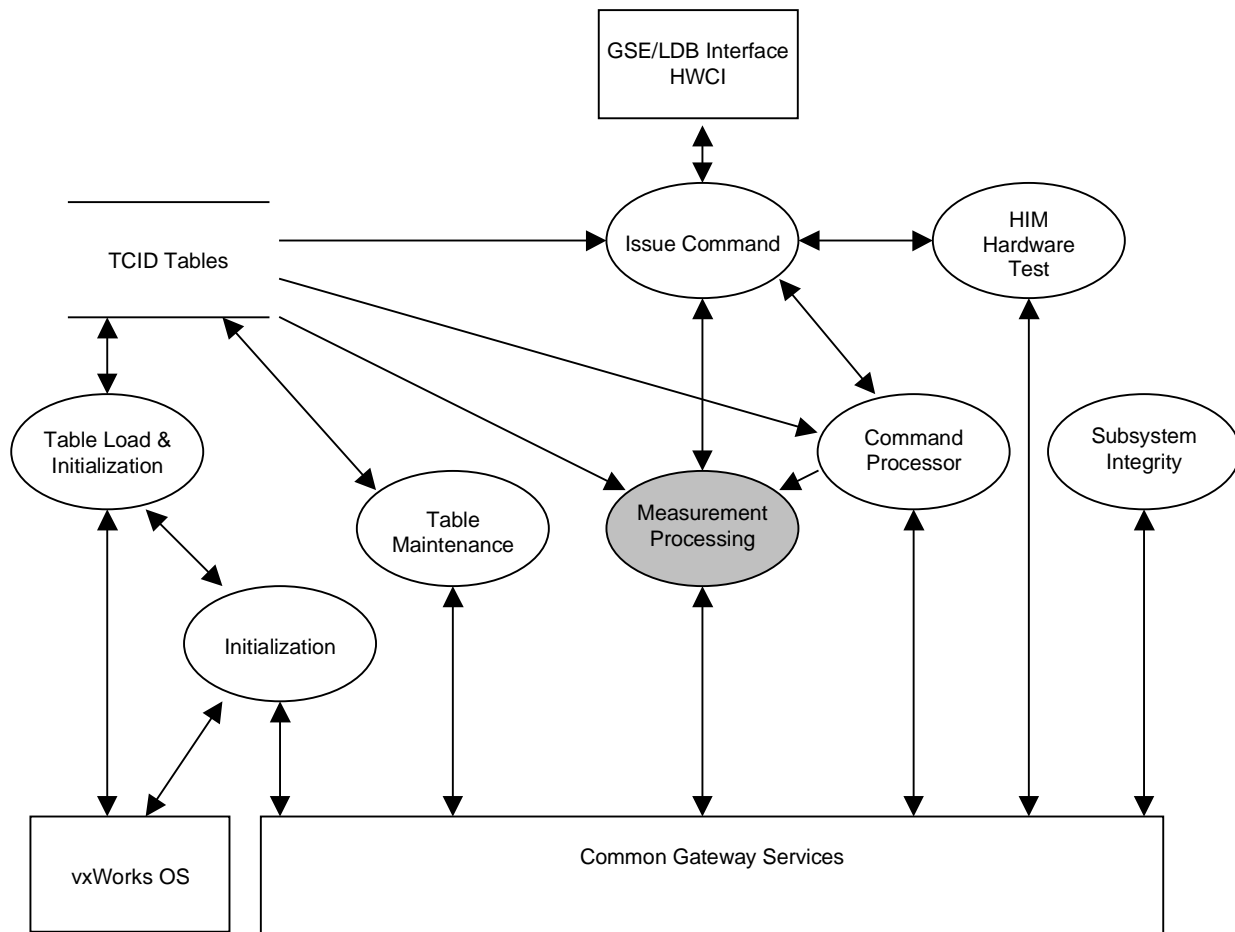 GSE/LDB Interface
HWCI
Issue Command
HIM
Hardware
Test
TCID Tables
Table Load &
Initialization
Command
Processor
Subsystem
Integrity
Table
Maintenance
Measurement
Processing
Initialization
vxWorks OS
Common Gateway Services